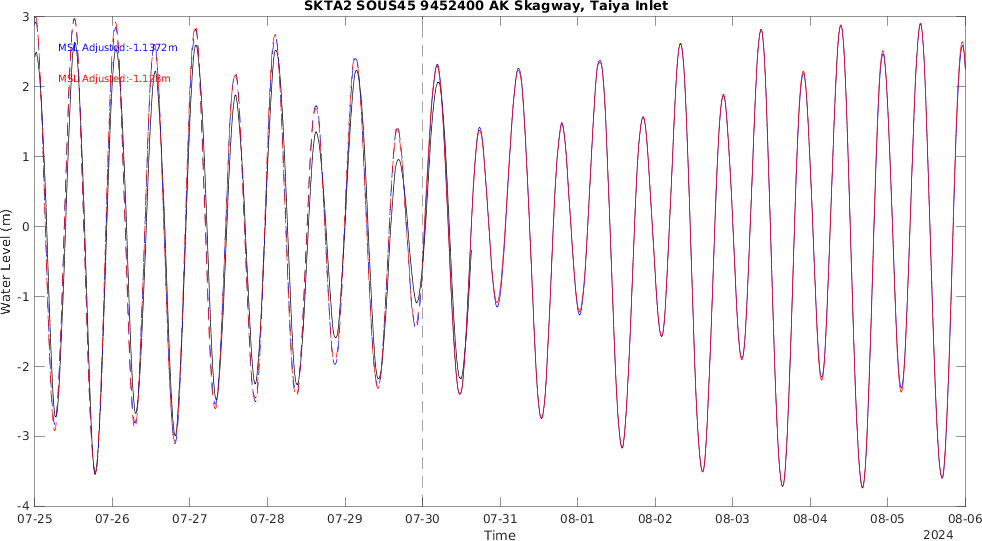 SKTA2 SOUS45 9452400 AK Skagway, Taiya Inlet
3
MSL Adjusted:-1.1372m
MSL Adjusted:-1.128m
2
1
0
-1
-2
-3
-4
Water Level (m)
07-25 07-26 07-27 07-28 07-29 07-30 07-31 08-01 08-02 08-03 08-04 08-05 08-06
Time
2024